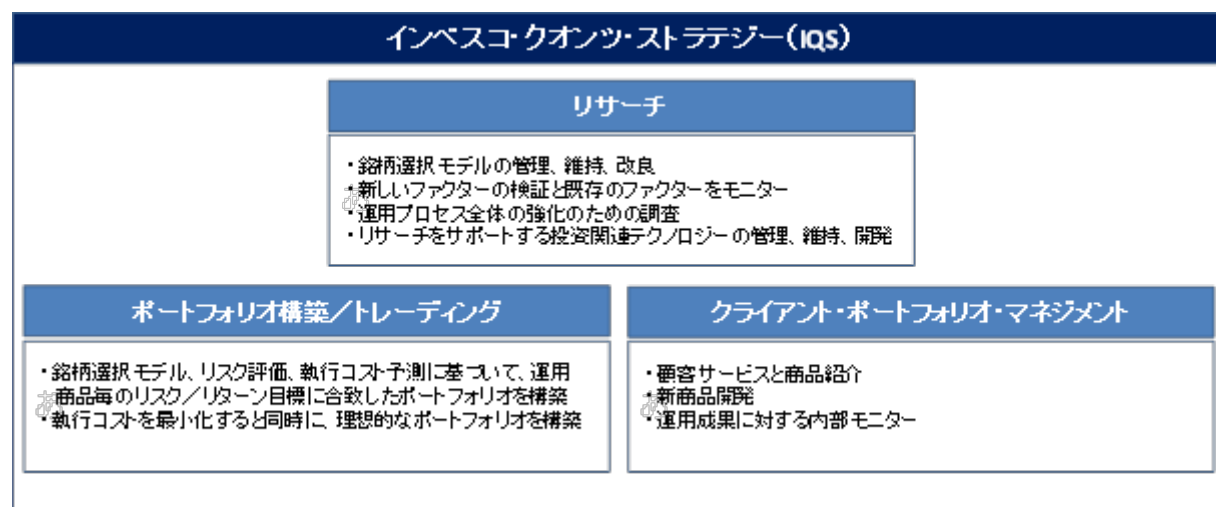 インベスコ・クオンツ・ストラテジー(IQS)
リサーチ
・銘柄選択モデルの管理、維持、改良
・新しいファクターの検証と既存のファクターをモニター
・運用プロセス全体の強化のための調査
・リサーチをサポートする投資関連テクノロジーの管理、維持、開発
ポートフォリオ構築/トレーディング
・銘柄選択モデル、リスク評価、執行コスト予測に基づいて、運用
商品毎のリスク/リターン目標に合致したポートフォリオを構築
・執行コストを最小化すると同時に、理想的なポートフォリオを構築
クライアント・ポートフォリオ・マネジメント
・顧客サービスと商品紹介
・新商品開発
・運用成果に対する内部モニター